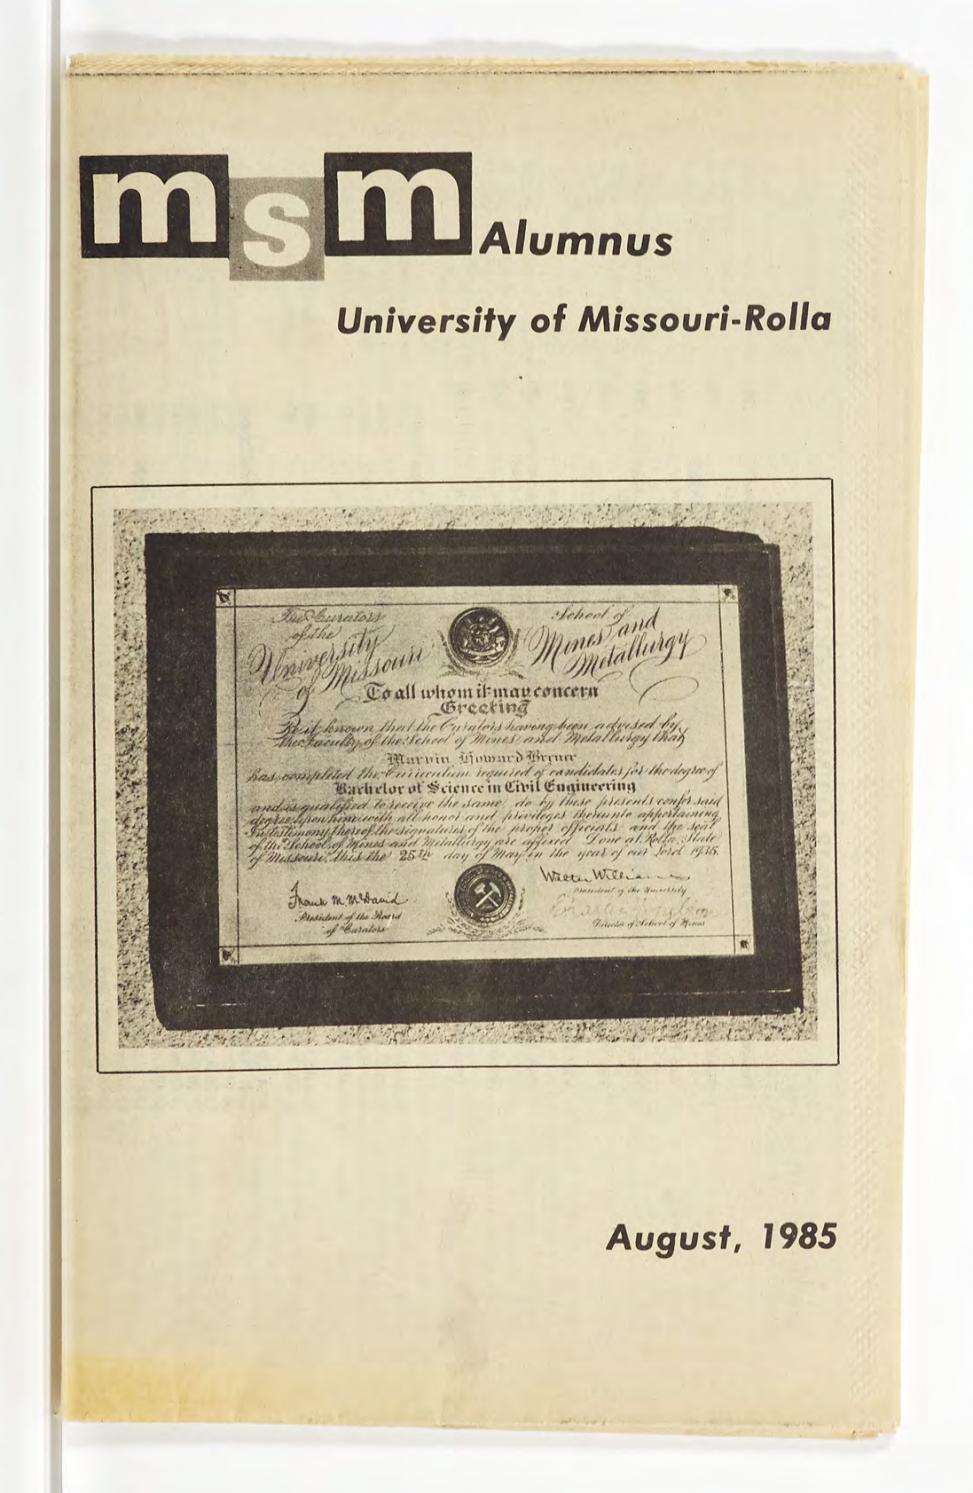 msm Alumnus
University of Missouri-Rolla
The Curators
of the
University
of Missouri
School of
Mines and
Metallurgy
To all whom it may concern
Greeting
Be it known that the Curators having been advised by
the Faculty of the School of Mines and Metallurgy that
Marvin Howard
has completed the Curriculum required of candidates for the degree of
Bachelor of Science in Civil Engineering
and is qualified to receive the same, do by these presents confer said
degree upon him with all honor and privileges thereunto appertaining.
In testimony thereof the signatures of the proper officials and the seal
of the School of Mines and Metallurgy are affixed. Done at Rolla, State
of Missouri, this the 25th day of May in the year of our Lord 1935.
Frank M. McDavid
President of the Board
of Curators
Walter Williams
President of the University
Director of School of Mines
August, 1985